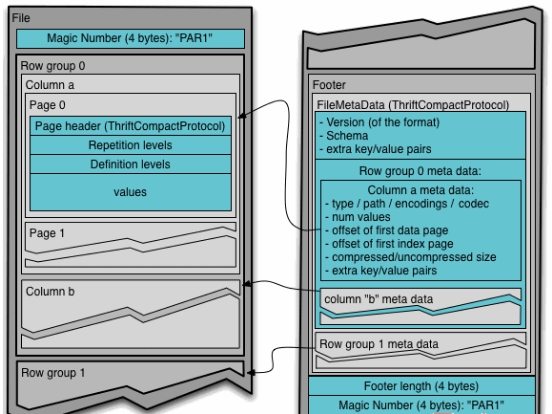 File
Magic Number (4 bytes): "PAR1"
Row group 0
Column a
Page 0
Page header (ThriftCompactProtocol)
Repetition levels
Definition levels
values
Page 1
Column b
Row group 1
Footer
FileMetaData (ThriftCompactProtocol)
- Version (of the format)
- Schema
- extra key/value pairs
Row group 0 meta data:
Column a meta data:
- type / path / encodings / codec
- num values
- offset of first data page
- offset of first index page
- compressed/uncompressed size
- extra key/value pairs
column "b" meta data
Row group 1 meta data
Footer length (4 bytes)
Magic Number (4 bytes): "PAR1"